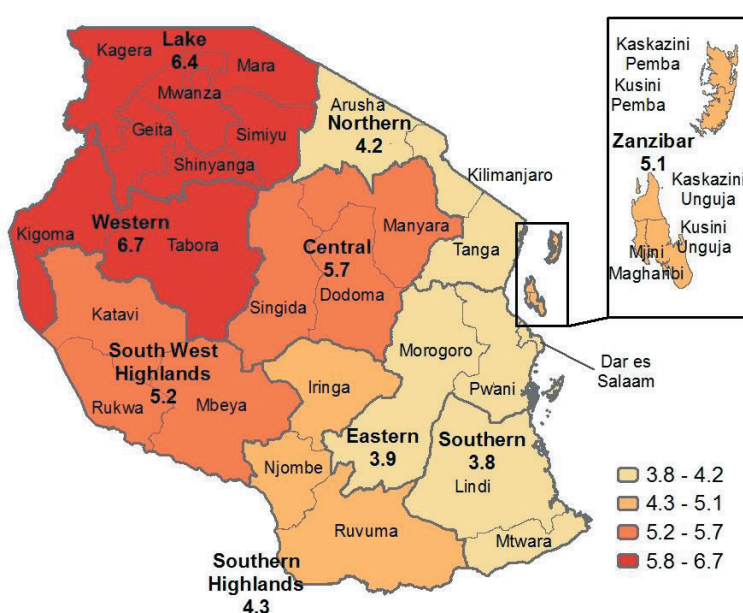 Lake
6.4
Kagera
Mara
Mwanza
Geita
Simiyu
Shinyanga
Arusha
Northern
4.2
Kilimanjaro
Tanga
Western
6.7
Kigoma
Tabora
Central
5.7
Manyara
Singida
Dodoma
Katavi
South West
Highlands
5.2
Rukwa
Mbeya
Iringa
Morogoro
Pwani
Dar es
Salaam
Eastern
3.9
Southern
3.8
Lindi
Mtwara
Njombe
Ruvuma
Southern
Highlands
4.3
Kaskazini
Pemba
Kusini
Pemba
Zanzibar
5.1
Kaskazini
Unguja
Kusini
Unguja
Mjini
Magharibi
3.8 - 4.2
4.3 - 5.1
5.2 - 5.7
5.8 - 6.7